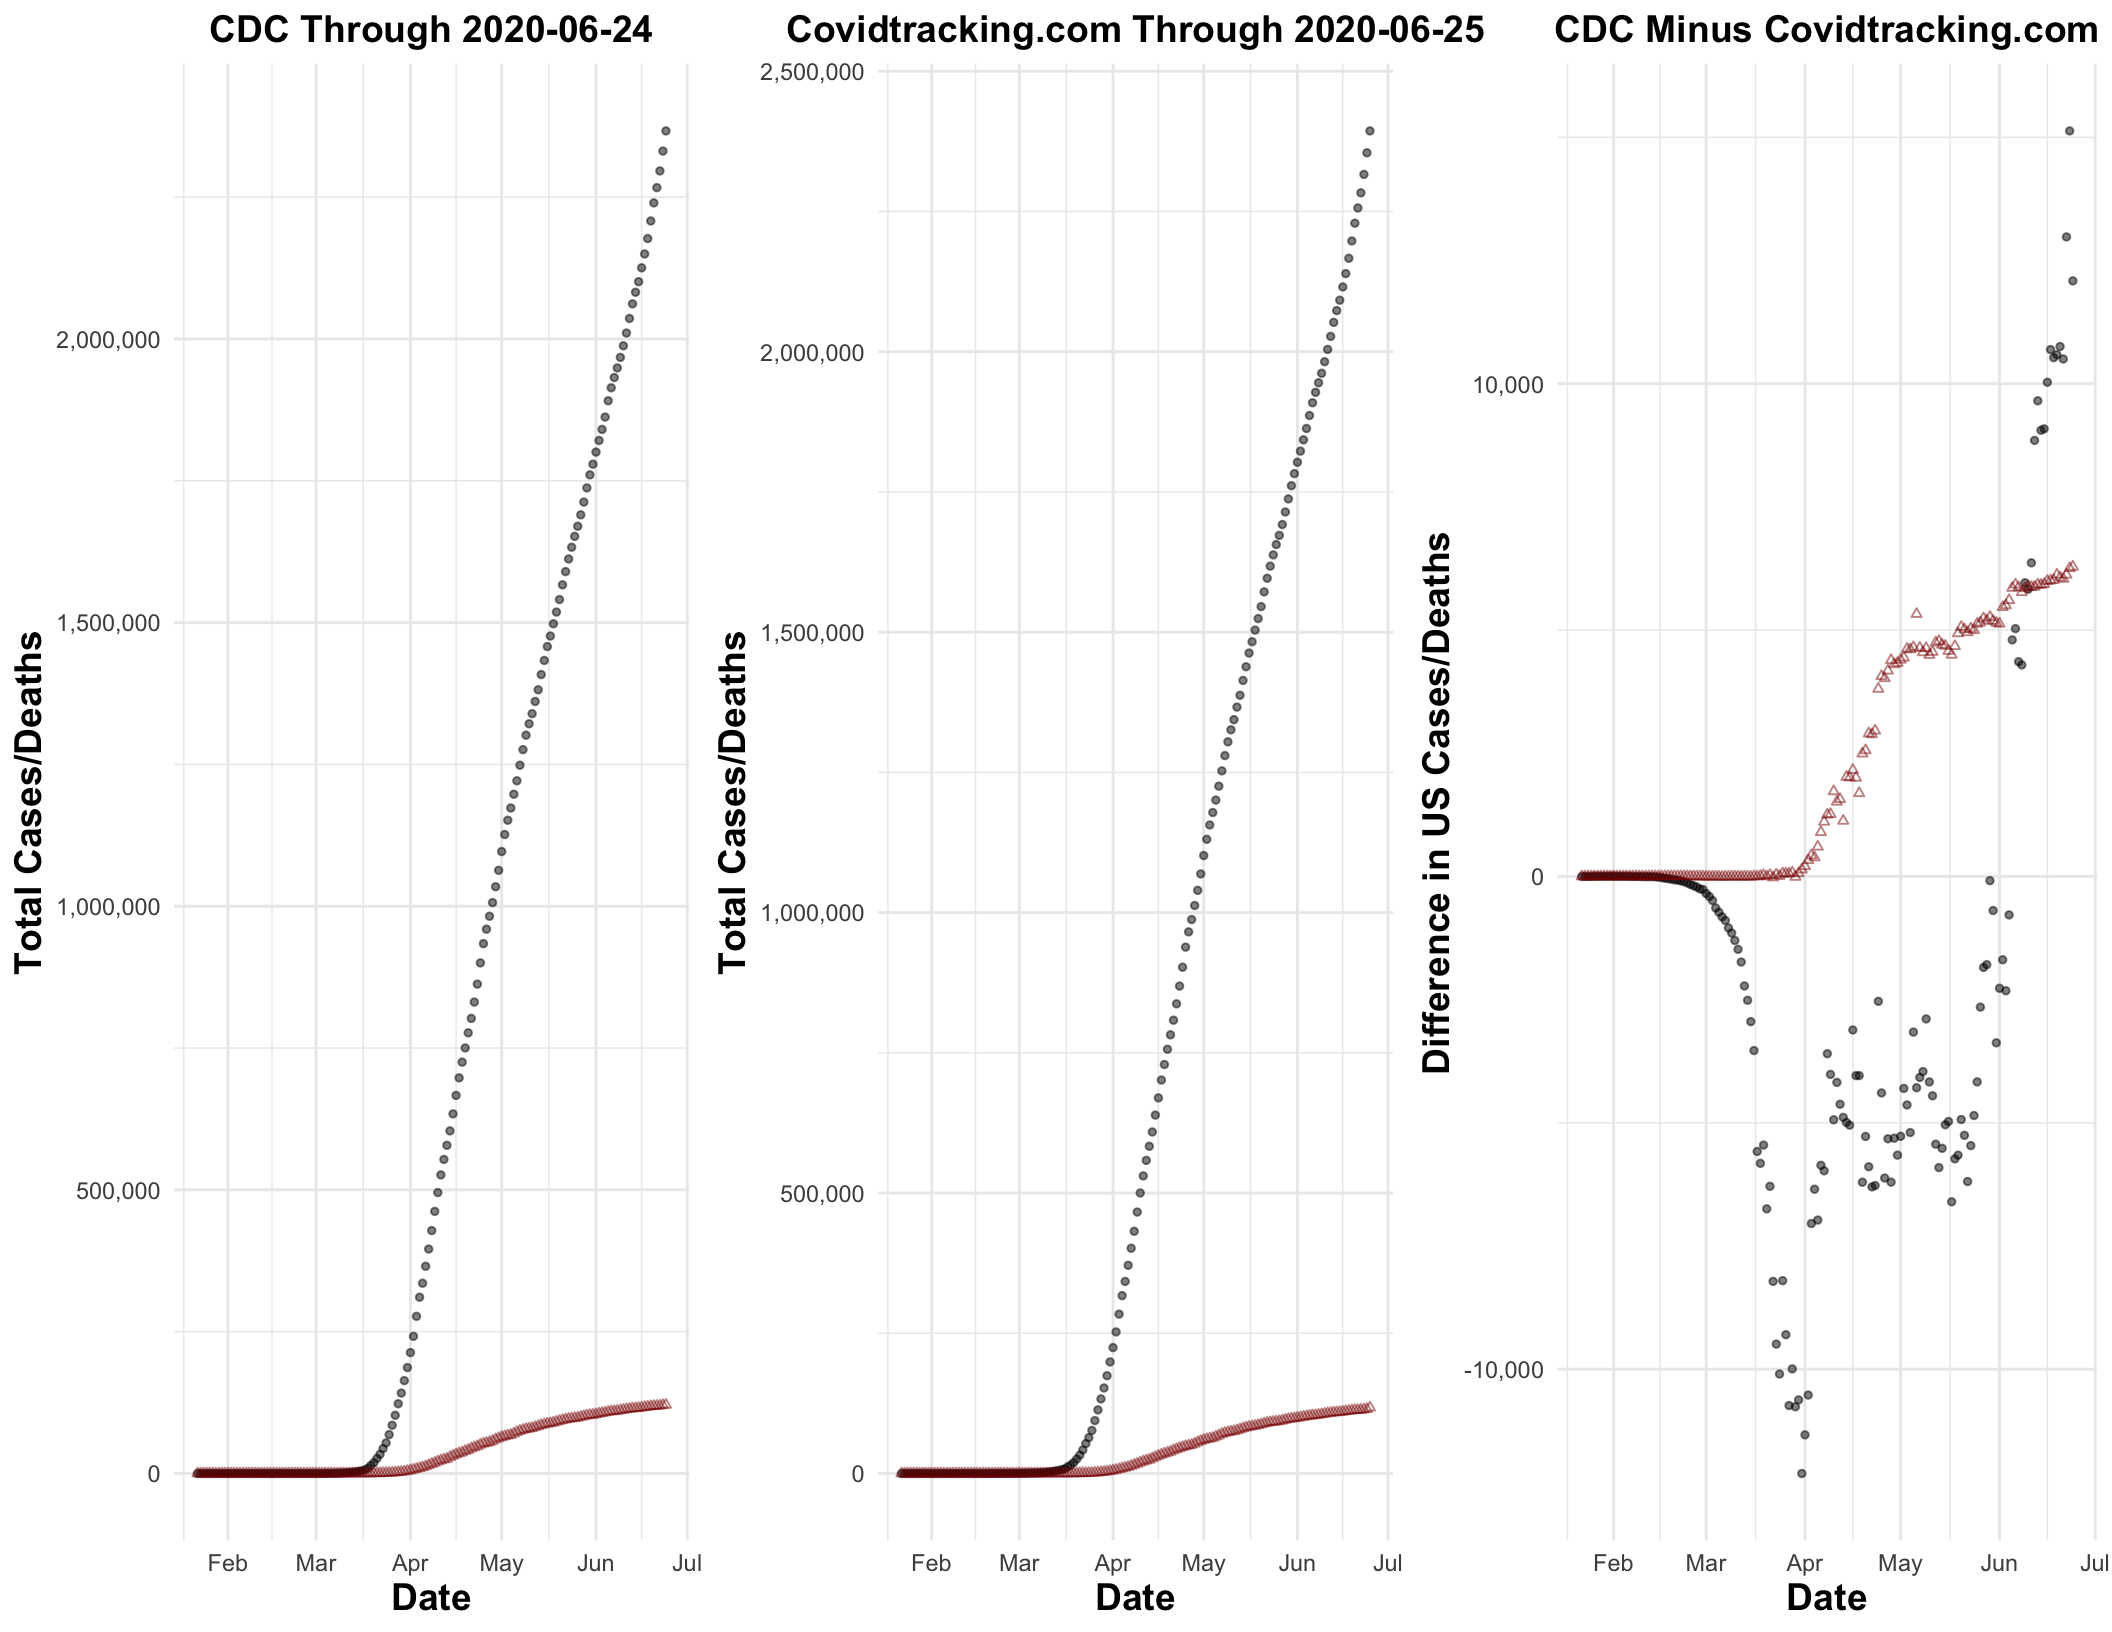 CDC Through 2020-06-24
Total Cases/Deaths
2,000,000
1,500,000
1,000,000
500,000
0
Feb Mar Apr May Jun Jul
Date
Covidtracking.com Through 2020-06-25
Total Cases/Deaths
2,500,000
2,000,000
1,500,000
1,000,000
500,000
0
Feb Mar Apr May Jun Jul
Date
CDC Minus Covidtracking.com
Difference in US Cases/Deaths
10,000
0
-10,000
Feb Mar Apr May Jun Jul
Date